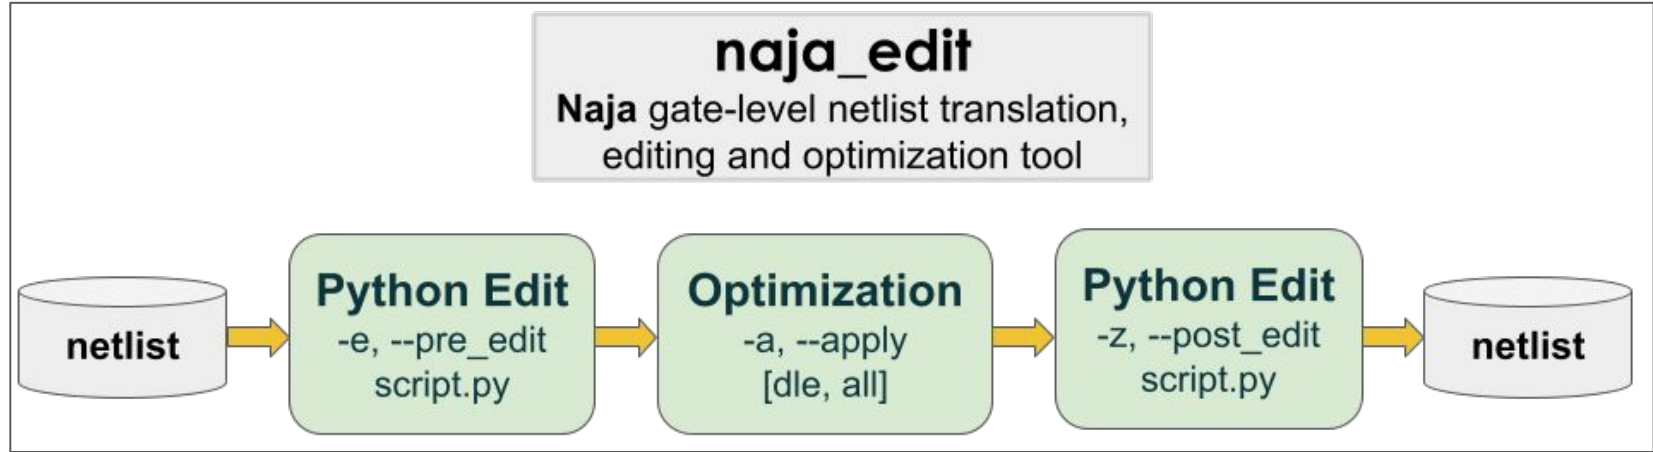 naja_edit
Naja gate-level netlist translation,
editing and optimization tool
netlist
Python Edit
-e, --pre_edit
script.py
Optimization
-a, --apply
[dle, all]
Python Edit
-z, --post_edit
script.py
netlist